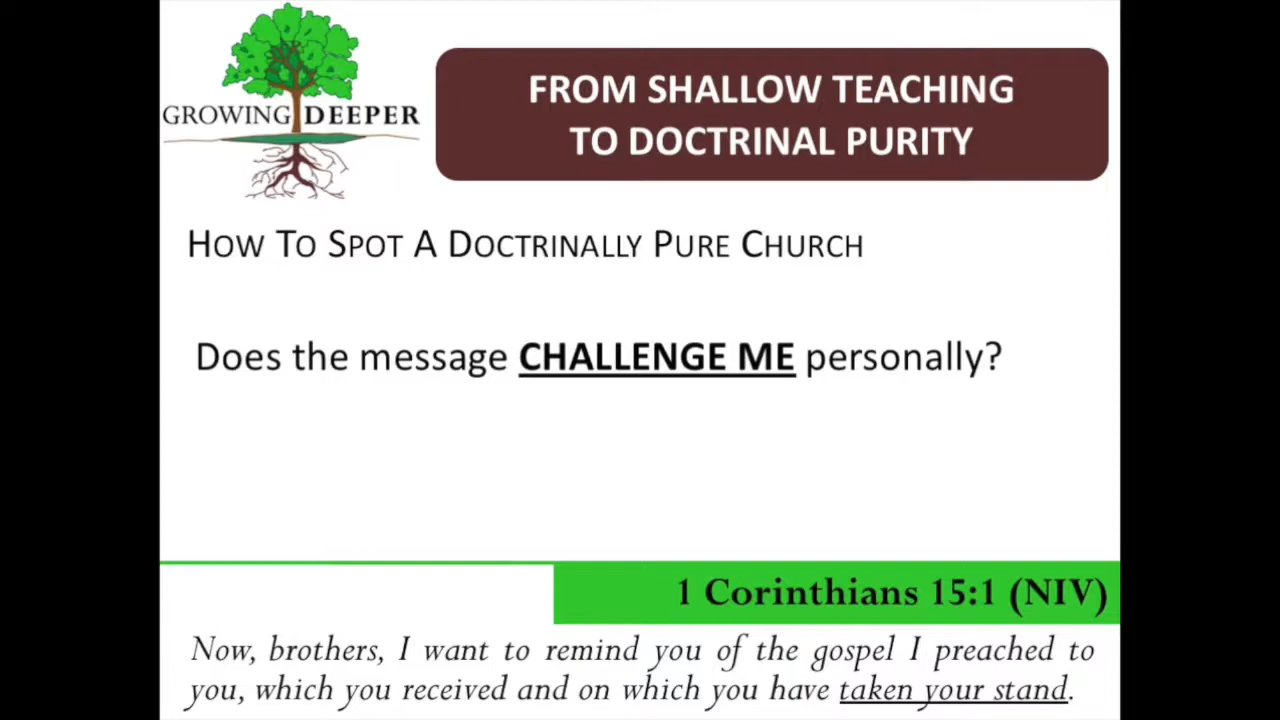 GROWING DEEPER
FROM SHALLOW TEACHING
TO DOCTRINAL PURITY
HOW TO SPOT A DOCTRINALLY PURE CHURCH
Does the message CHALLENGE ME personally?
1 Corinthians 15:1 (NIV)
Now, brothers, I want to remind you of the gospel I preached to
you, which you received and on which you have taken your stand.